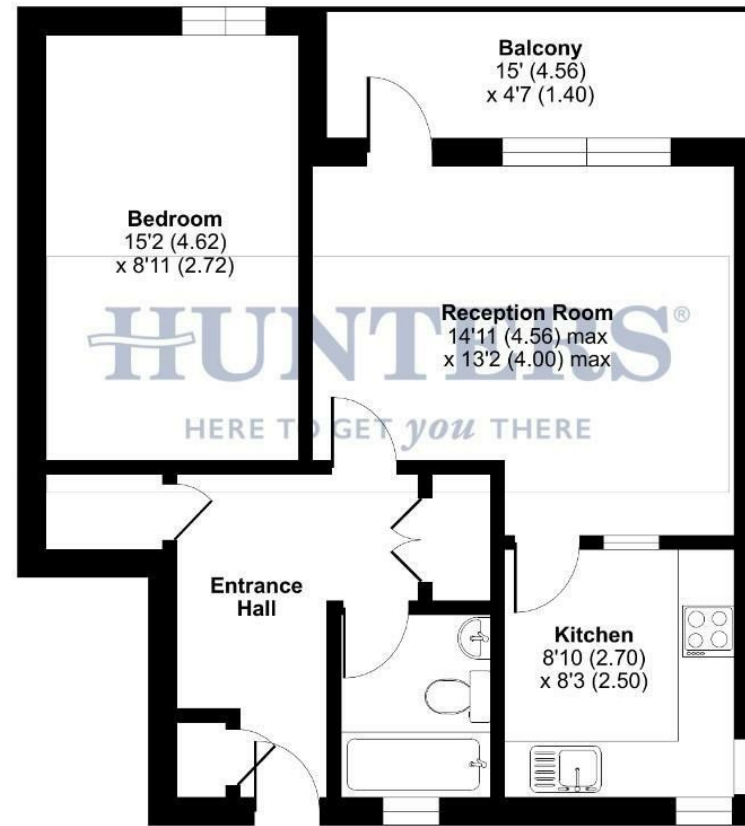 Balcony
15' (4.56)
x 4'7 (1.40)
Bedroom
15'2 (4.62)
x 8'11 (2.72)
Reception Room
14'11 (4.56) max
x 13'2 (4.00) max
HUNTERS®
HERE TO GET you THERE
Entrance
Hall
Kitchen
8'10 (2.70)
x 8'3 (2.50)